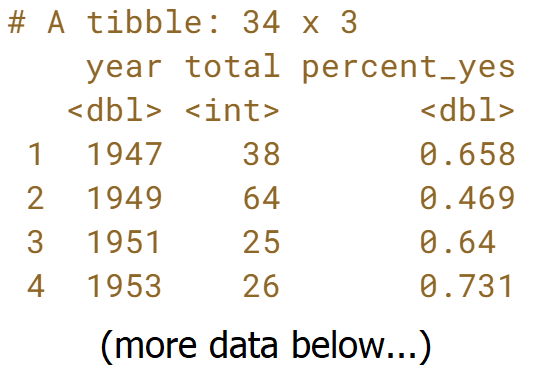 # A tibble: 34 x 3
year total percent_yes
<dbl> <int> <dbl>
1 1947 38 0.658
2 1949 64 0.469
3 1951 25 0.64
4 1953 26 0.731
(more data below...)